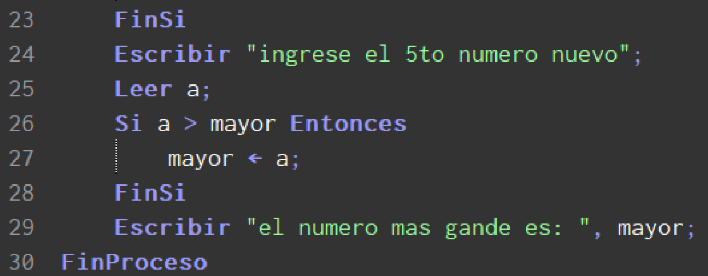 23 FinSi
24 Escribir "ingrese el 5to numero nuevo";
25 Leer a;
26 Si a > mayor Entonces
27 mayor ← a;
28 FinSi
29 Escribir "el numero mas gande es: ", mayor;
30 FinProceso